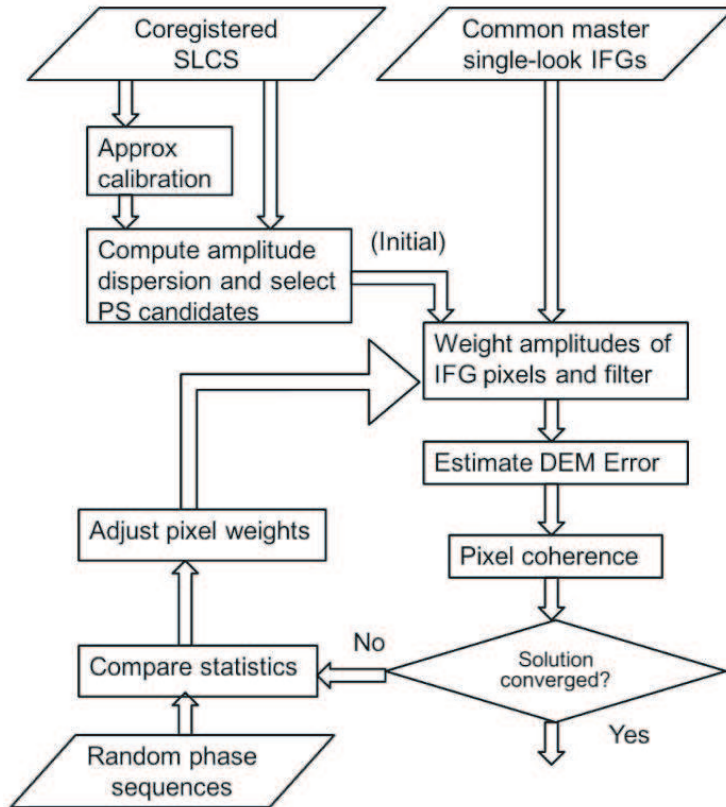 Coregistered
SLCS
Common master
single-look IFGs
Approx
calibration
Compute amplitude
dispersion and select
PS candidates
(Initial)
Weight amplitudes of
IFG pixels and filter
Estimate DEM Error
Adjust pixel weights
Pixel coherence
No
Compare statistics
Solution
converged?
Yes
Random phase
sequences